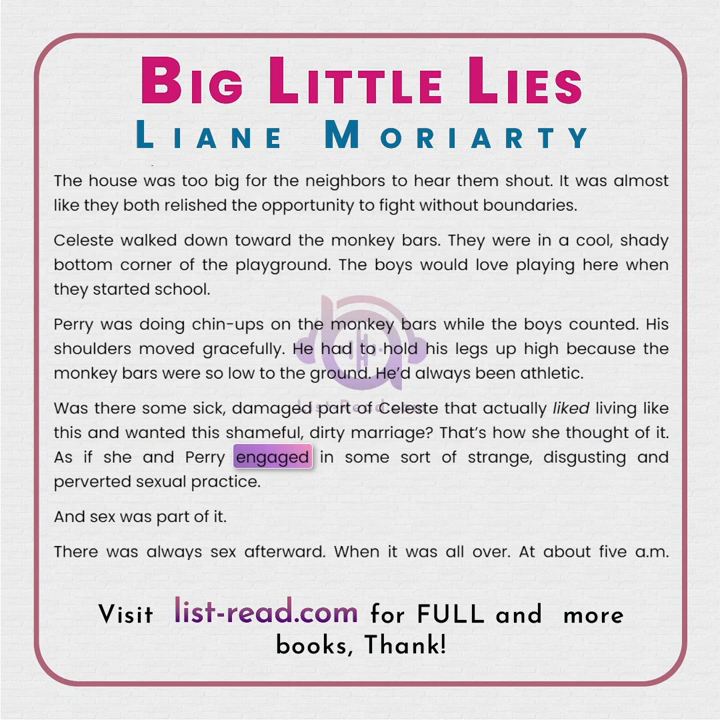 BIG LITTLE LIES
LIANE MORIARTY
The house was too big for the neighbors to hear them shout. It was almost
like they both relished the opportunity to fight without boundaries.
Celeste walked down toward the monkey bars. They were in a cool, shady
bottom corner of the playground. The boys would love playing here when
they started school.
Perry was doing chin-ups on the monkey bars while the boys counted. His
shoulders moved gracefully. He had to hold his legs up high because the
monkey bars were so low to the ground. He’d always been athletic.
Was there some sick, damaged part of Celeste that actually liked living like
this and wanted this shameful, dirty marriage? That’s how she thought of it.
As if she and Perry engaged in some sort of strange, disgusting and
perverted sexual practice.
And sex was part of it.
There was always sex afterward. When it was all over. At about five a.m.
Visit list-read.com for FULL and more
books, Thank!